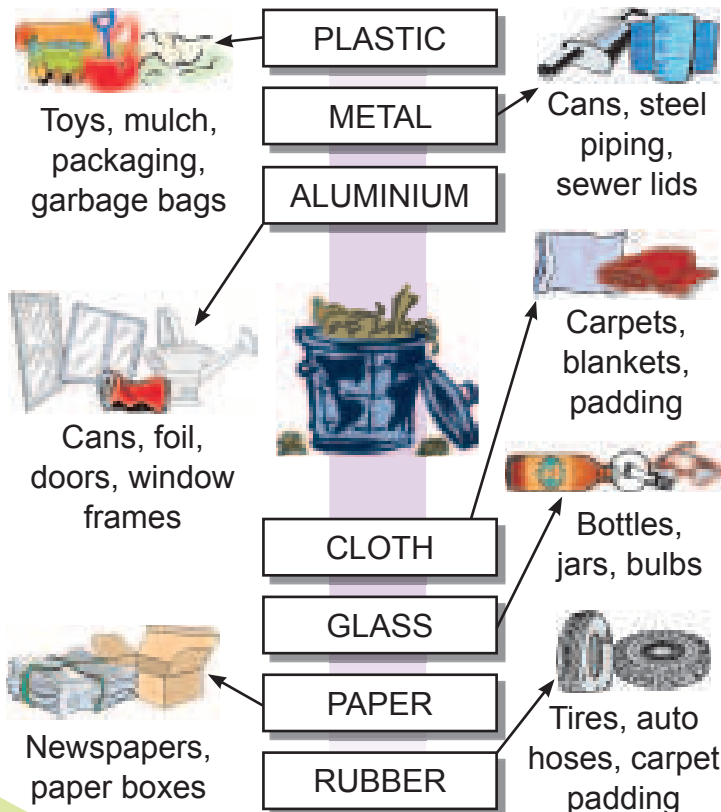 PLASTIC
METAL
ALUMINIUM
Toys, mulch,
packaging,
garbage bags
Cans, steel
piping,
sewer lids
Cans, foil,
doors, window
frames
Carpets,
blankets,
padding
CLOTH
GLASS
PAPER
RUBBER
Bottles,
jars, bulbs
Newspapers,
paper boxes
Tires, auto
hoses, carpet
padding